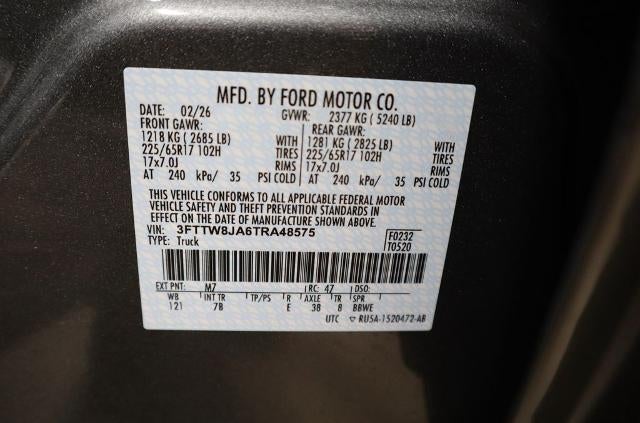 MFD. BY FORD MOTOR CO.
DATE: 02/26 GVWR: 2377 KG ( 5240 LB)
FRONT GAWR: REAR GAWR:
1218 KG ( 2685 LB) WITH 1281 KG ( 2825 LB) WITH
225/65R17 102H TIRES 225/65R17 102H TIRES
17x7.0J RIMS 17x7.0J RIMS
AT 240 kPa/ 35 PSI COLD AT 240 kPa/ 35 PSI COLD
THIS VEHICLE CONFORMS TO ALL APPLICABLE FEDERAL MOTOR
VEHICLE SAFETY AND THEFT PREVENTION STANDARDS IN
EFFECT ON THE DATE OF MANUFACTURE SHOWN ABOVE.
VIN: 3FTTW8JA6TRA48575 F0232
TYPE: Truck T0520
EXT PNT: M7 RC: 47 DSO:
WB INT TR TP/PS R AXLE TR SPR
121 7B E 38 8 BBWE
UTC RU5A-1520472-AB